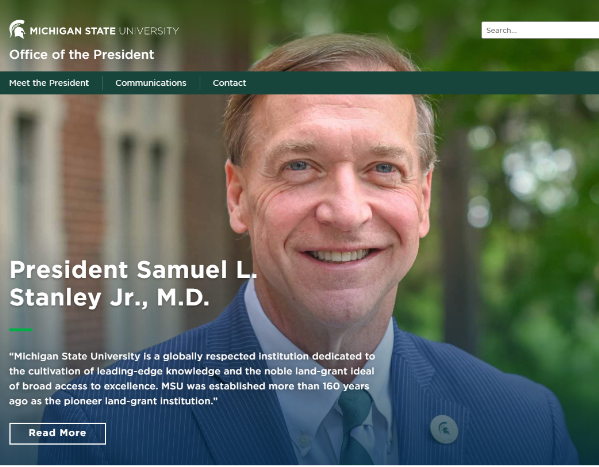 MICHIGAN STATE UNIVERSITY
Search...
Office of the President
Meet the President
Communications
Contact
President Samuel L.
Stanley Jr., M.D.
“Michigan State University is a globally respected institution dedicated to
the cultivation of leading-edge knowledge and the noble land-grant ideal
of broad access to excellence. MSU was established more than 160 years
ago as the pioneer land-grant institution.”
Read More